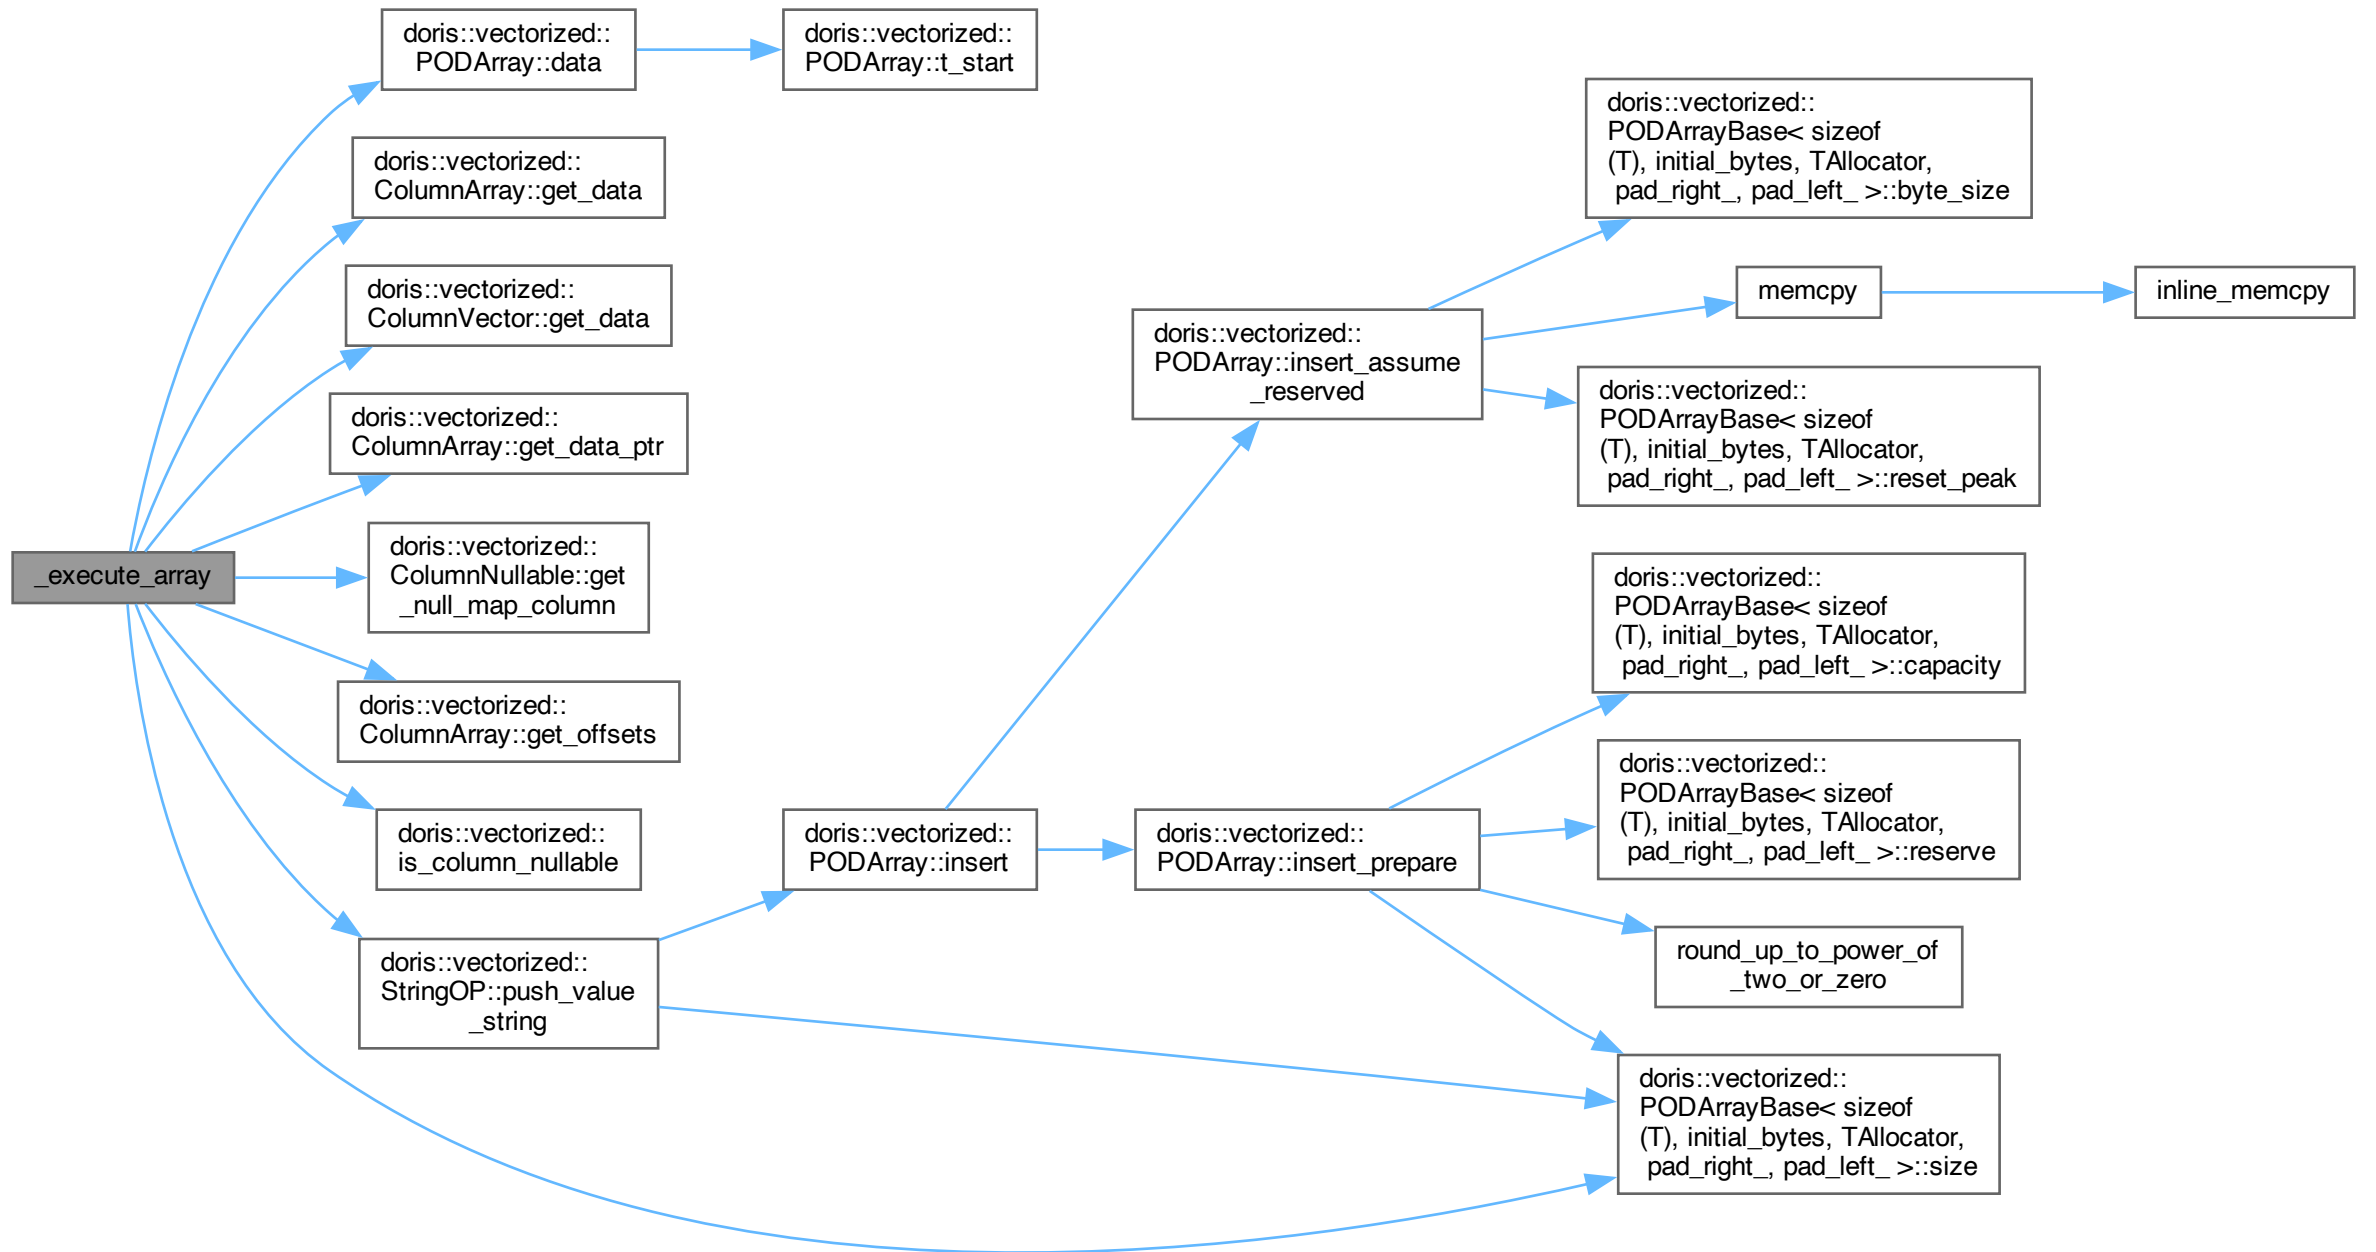 _execute_array
doris::vectorized::
PODArray::data
doris::vectorized::
PODArray::t_start
doris::vectorized::
ColumnArray::get_data
doris::vectorized::
ColumnVector::get_data
doris::vectorized::
ColumnArray::get_data_ptr
doris::vectorized::
ColumnNullable::get
_null_map_column
doris::vectorized::
ColumnArray::get_offsets
doris::vectorized::
is_column_nullable
doris::vectorized::
StringOP::push_value
_string
doris::vectorized::
PODArray::insert
doris::vectorized::
PODArray::insert_assume
_reserved
doris::vectorized::
PODArrayBase< sizeof
(T), initial_bytes, TAllocator,
pad_right_, pad_left_ >::byte_size
memcpy
inline_memcpy
doris::vectorized::
PODArrayBase< sizeof
(T), initial_bytes, TAllocator,
pad_right_, pad_left_ >::reset_peak
doris::vectorized::
PODArray::insert_prepare
doris::vectorized::
PODArrayBase< sizeof
(T), initial_bytes, TAllocator,
pad_right_, pad_left_ >::capacity
doris::vectorized::
PODArrayBase< sizeof
(T), initial_bytes, TAllocator,
pad_right_, pad_left_ >::reserve
round_up_to_power_of
_two_or_zero
doris::vectorized::
PODArrayBase< sizeof
(T), initial_bytes, TAllocator,
pad_right_, pad_left_ >::size